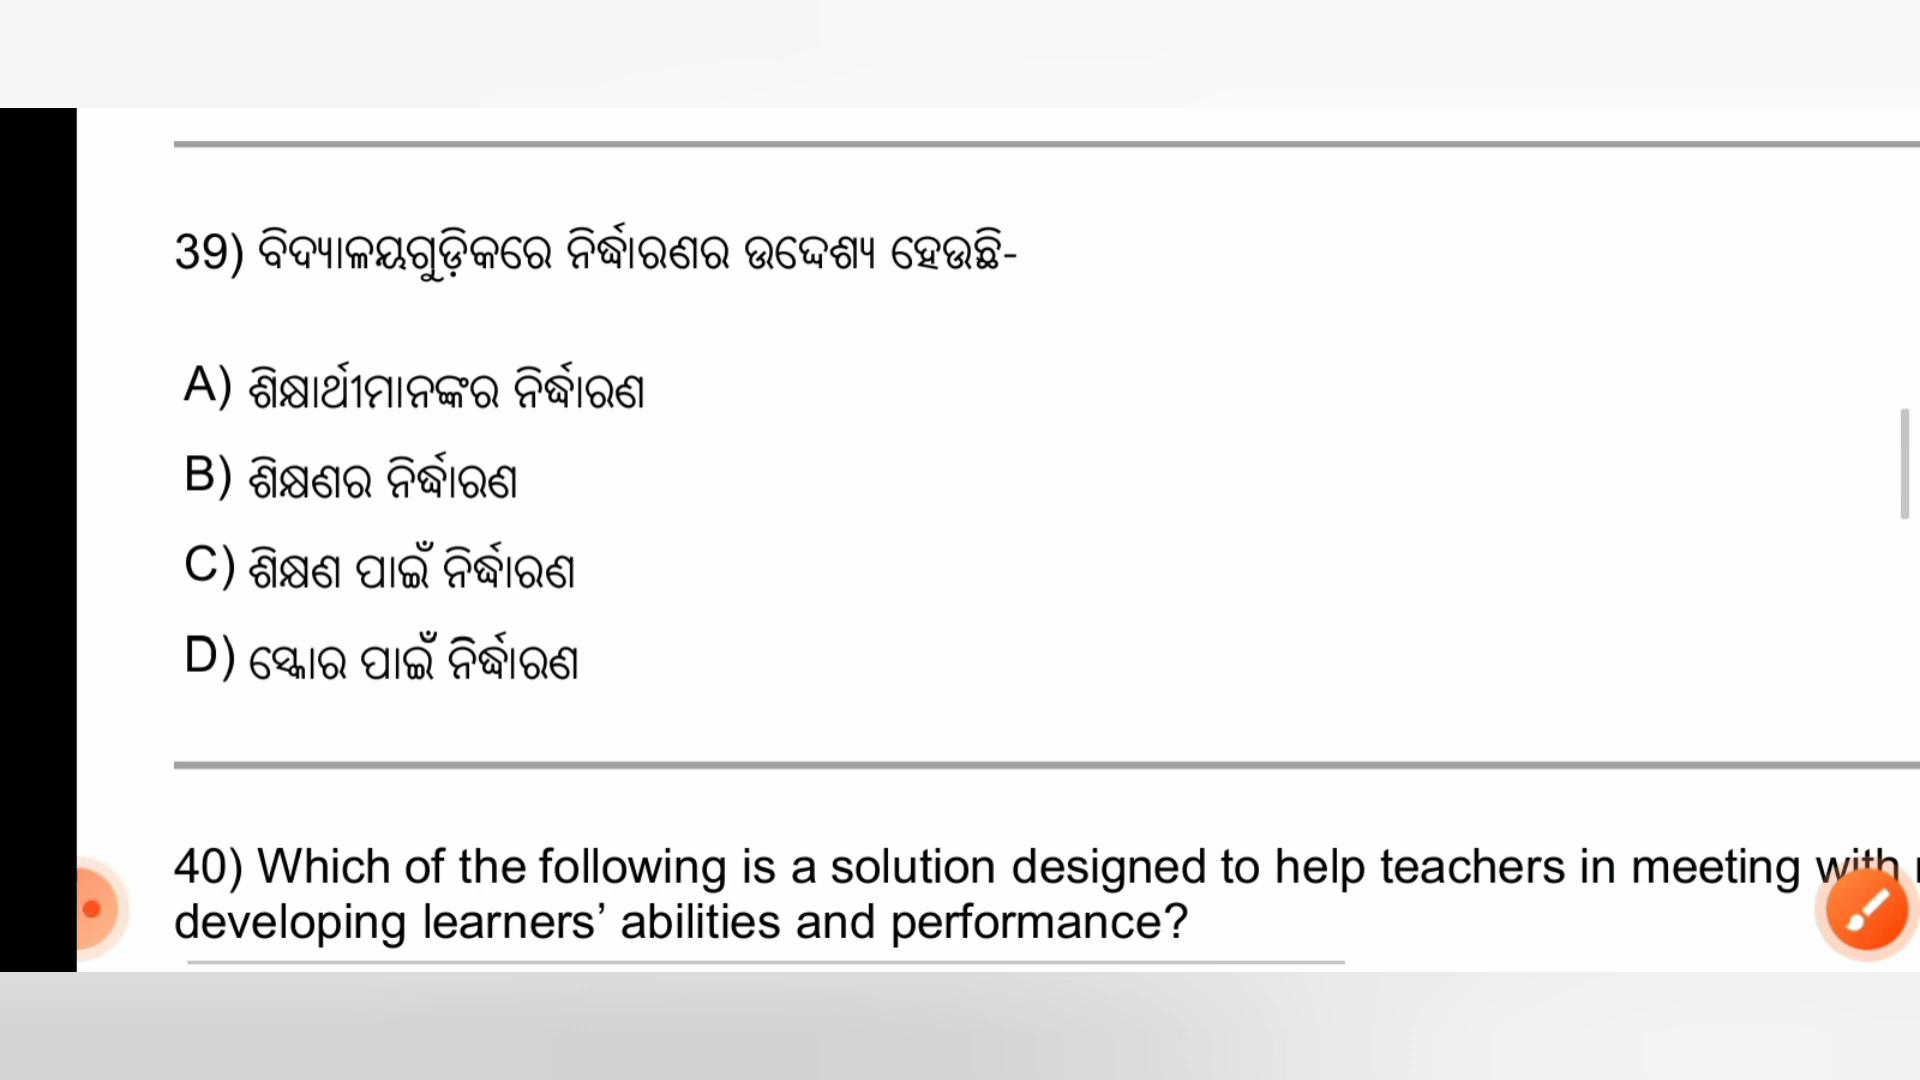 39) ବିଦ୍ୟାଳୟଗୁଡ଼ିକରେ ନିର୍ଦ୍ଧାରଣର ଉଦ୍ଦେଶ୍ୟ ହେଉଛି-
A) ଶିକ୍ଷାର୍ଥୀମାନଙ୍କର ନିର୍ଦ୍ଧାରଣ
B) ଶିକ୍ଷଣର ନିର୍ଦ୍ଧାରଣ
C) ଶିକ୍ଷଣ ପାଇଁ ନିର୍ଦ୍ଧାରଣ
D) ସ୍କୋର ପାଇଁ ନିର୍ଦ୍ଧାରଣ
40) Which of the following is a solution designed to help teachers in meeting with
developing learners’ abilities and performance?